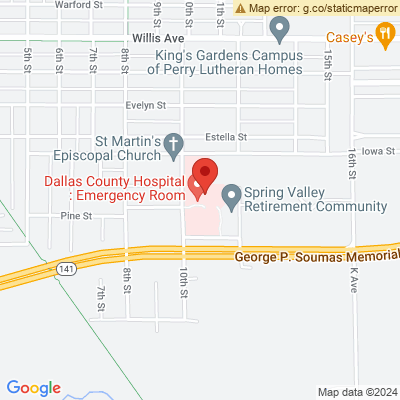 Map error: g.co/staticmaperror
Warford St
Willis Ave
Casey's
King's Gardens Campus
of Perry Lutheran Homes
5th St
6th St
7th St
8th St
9th St
10th St
15th St
Evelyn St
Estella St
St Martin's
Episcopal Church
Iowa St
16th St
Dallas County Hospital
: Emergency Room
Spring Valley
Retirement Community
Pine St
George P. Soumas Memorial
141
8th St
10th St
7th St
K Ave
Google
Map data ©2024